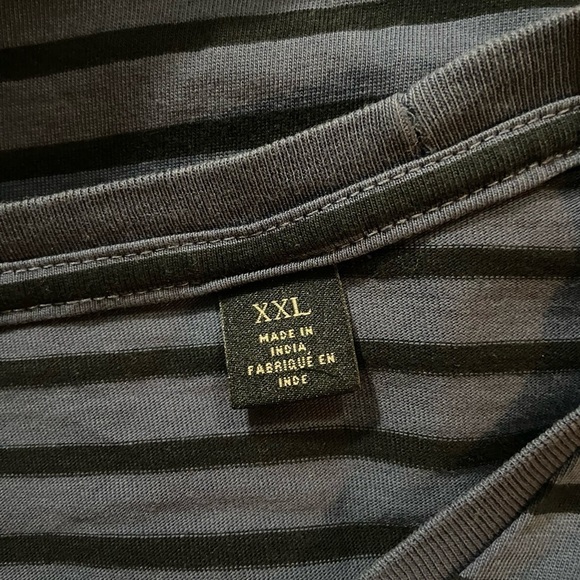 XXL
MADE IN
INDIA
FABRIQUÉ EN
INDE